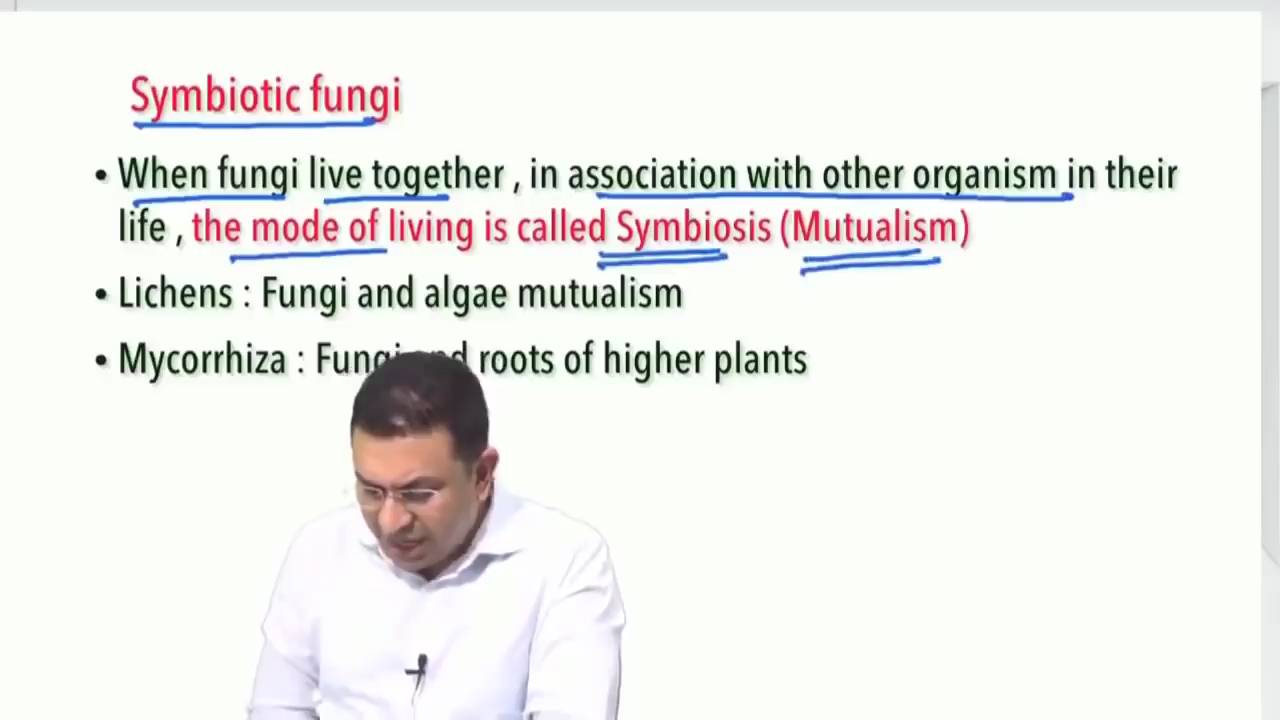 Symbiotic fungi
• When fungi live together , in association with other organism in their
life , the mode of living is called Symbiosis (Mutualism)
• Lichens : Fungi and algae mutualism
• Mycorrhiza : Fungi and roots of higher plants